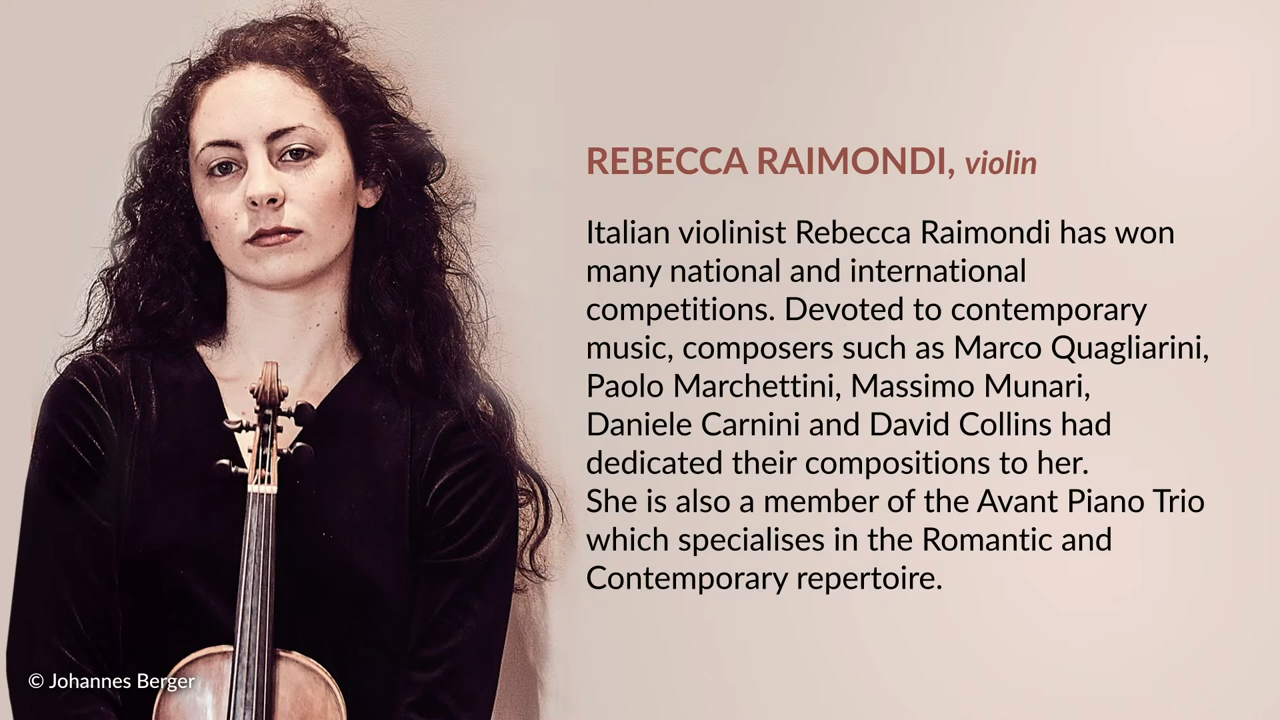 REBECCA RAIMONDI, violin
Italian violinist Rebecca Raimondi has won
many national and international
competitions. Devoted to contemporary
music, composers such as Marco Quagliarini,
Paolo Marchettini, Massimo Munari,
Daniele Carnini and David Collins had
dedicated their compositions to her.
She is also a member of the Avant Piano Trio
which specialises in the Romantic and
Contemporary repertoire.
© Johannes Berger